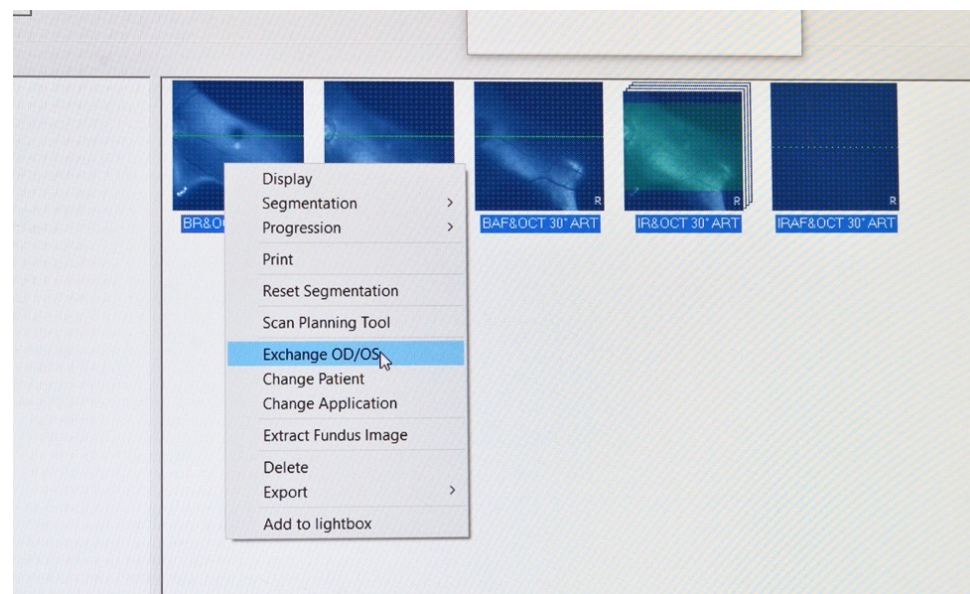 BR&O
BAF&OCT 30° ART
IR&OCT 30° ART
IRAF&OCT 30° ART
R
R
R
Display
Segmentation >
Progression >
Print
Reset Segmentation
Scan Planning Tool
Exchange OD/OS
Change Patient
Change Application
Extract Fundus Image
Delete
Export >
Add to lightbox